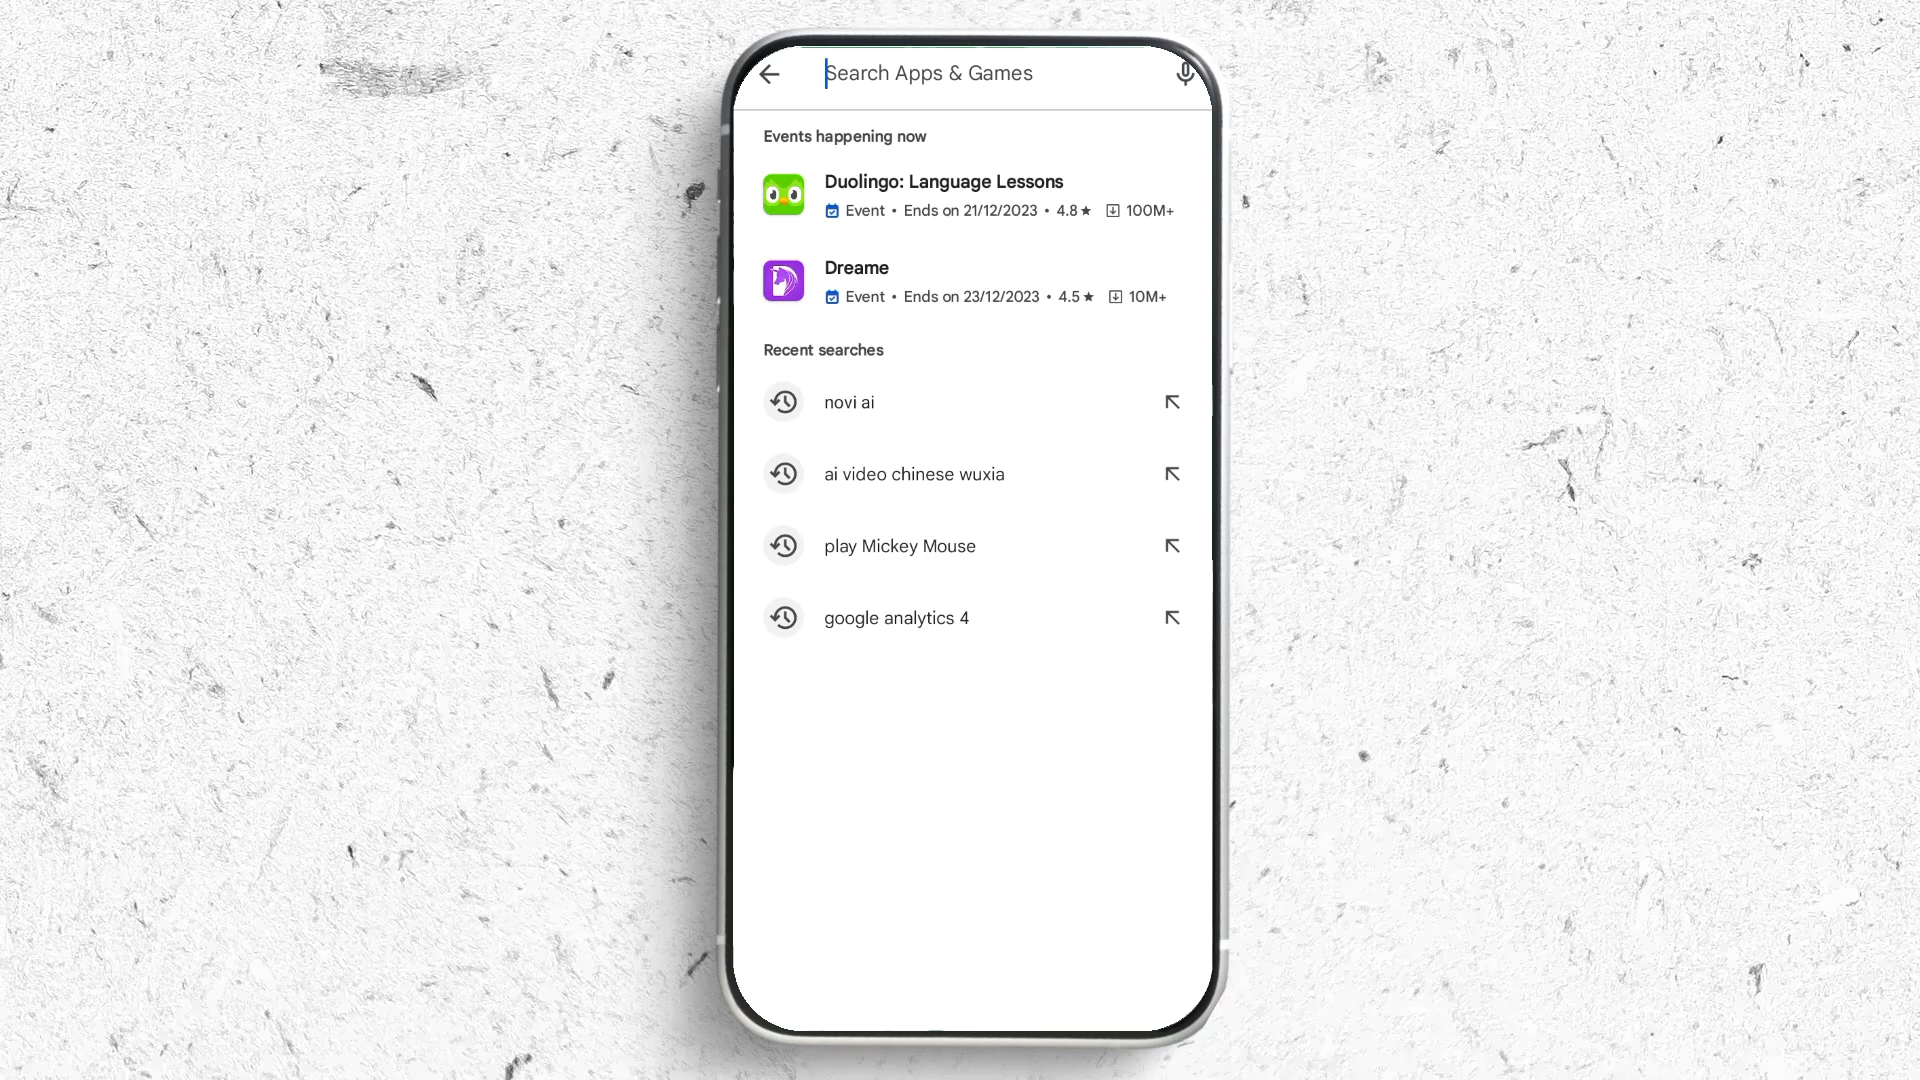 Search Apps & Games
Events happening now
Duolingo: Language Lessons
Event • Ends on 21/12/2023 • 4.8★ 100M+
Dreame
Event • Ends on 23/12/2023 • 4.5★ 10M+
Recent searches
novi ai
ai video chinese wuxia
play Mickey Mouse
google analytics 4